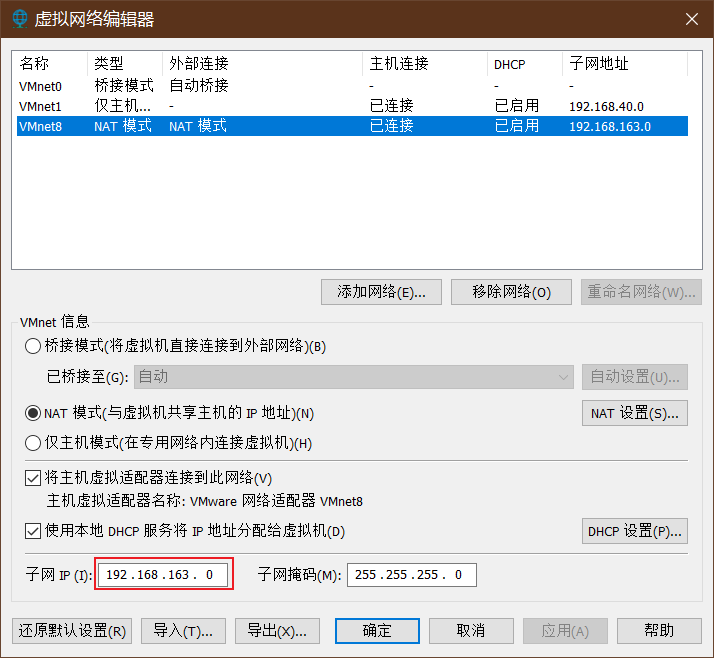 虚拟网络编辑器
名称 类型 外部连接 主机连接 DHCP 子网地址
VMnet0 桥接模式 自动桥接 - - -
VMnet1 仅主机... - 已连接 已启用 192.168.40.0
VMnet8 NAT 模式 NAT 模式 已连接 已启用 192.168.163.0
添加网络(E)... 移除网络(O) 重命名网络(W)...
VMnet 信息
桥接模式(将虚拟机直接连接到外部网络)(B)
已桥接至(G): 自动 自动设置(U)...
NAT 模式(与虚拟机共享主机的 IP 地址)(N) NAT 设置(S)...
仅主机模式(在专用网络内连接虚拟机)(H)
将主机虚拟适配器连接到此网络(V)
主机虚拟适配器名称: VMware 网络适配器 VMnet8
使用本地 DHCP 服务将 IP 地址分配给虚拟机(D) DHCP 设置(P)...
子网 IP (I): 192.168.163. 0 子网掩码(M): 255.255.255. 0
还原默认设置(R) 导入(T)... 导出(X)... 确定 取消 应用(A) 帮助